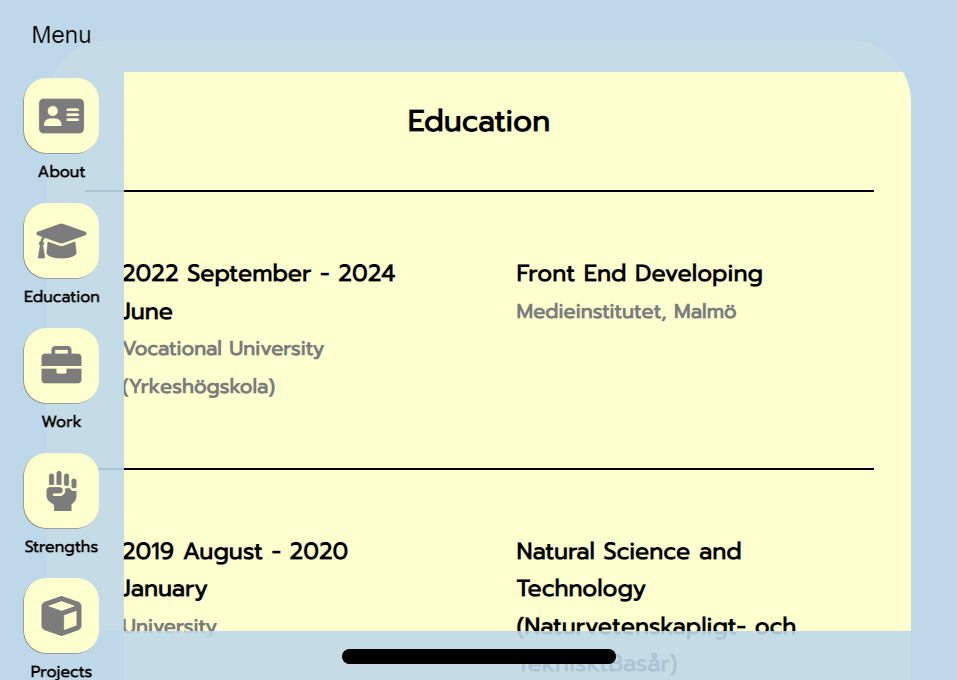 Menu
About
Education
Work
Strengths
Projects
Education
2022 September - 2024
June
Vocational University
(Yrkeshögskola)
Front End Developing
Medieinstitutet, Malmö
2019 August - 2020
January
University
Natural Science and
Technology
(Naturvetenskapligt- och
TeknisktBasår)